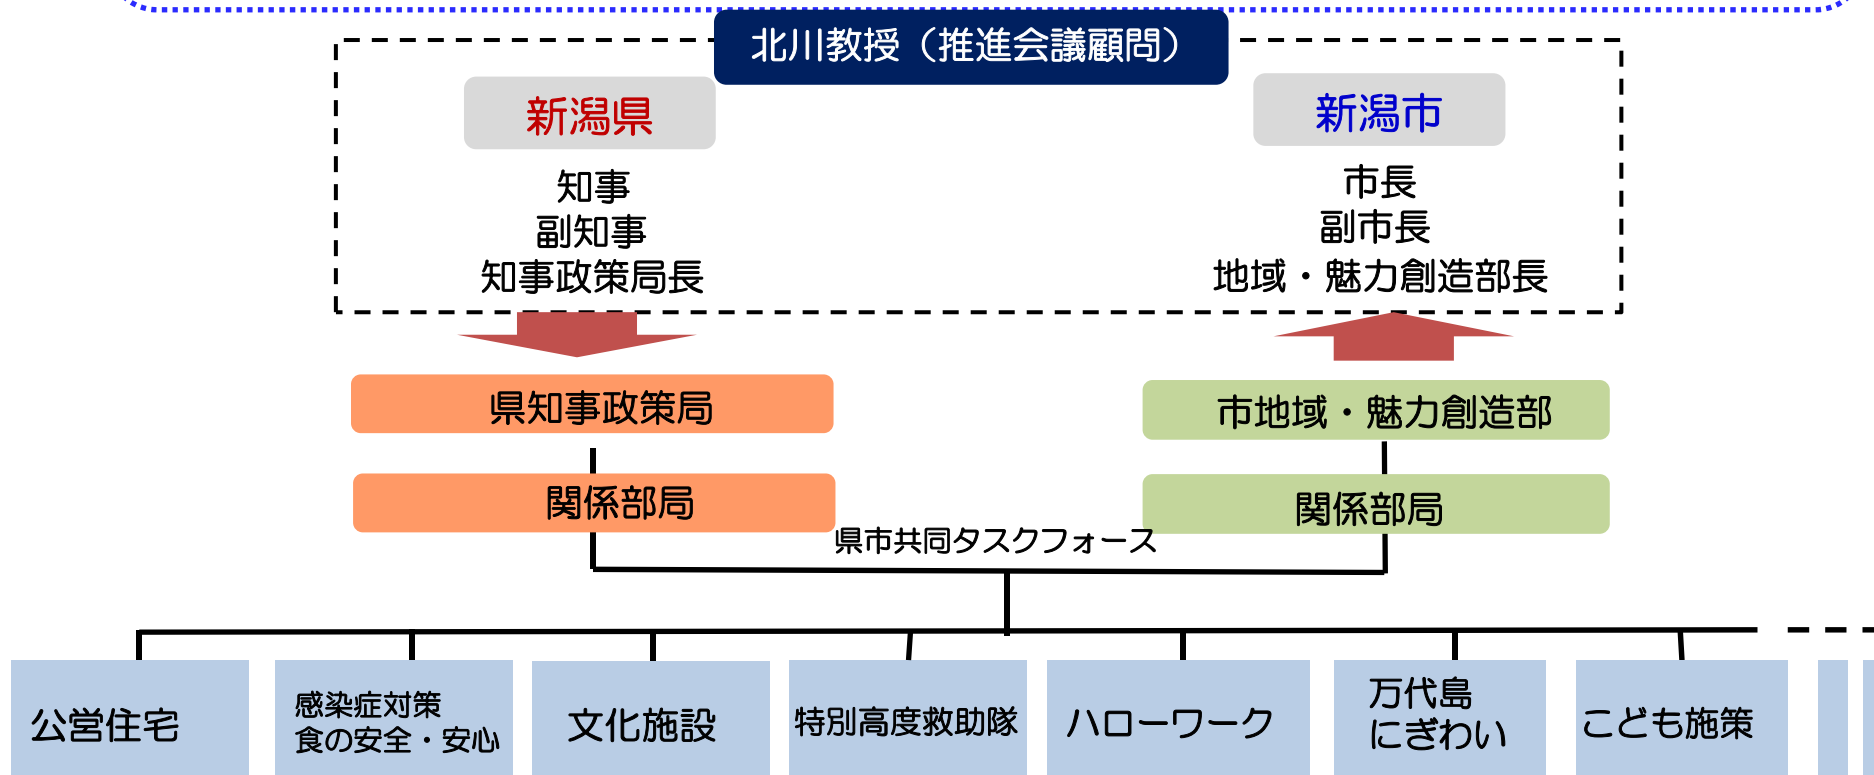 北川教授（推進会議顧問）
新潟県
知事
副知事
知事政策局長
新潟市
市長
副市長
地域・魅力創造部長
県知事政策局
関係部局
市地域・魅力創造部
関係部局
県市共同タスクフォース
公営住宅
感染症対策
食の安全・安心
文化施設
特別高度救助隊
ハローワーク
万代島
にぎわい
こども施策